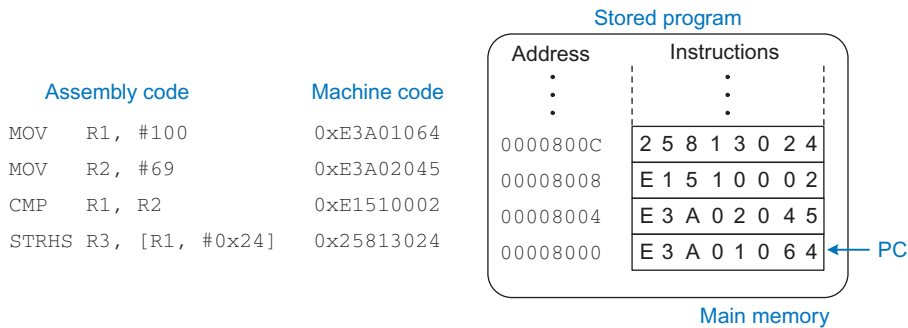 Stored program
Address Instructions
Assembly code Machine code
MOV R1, #100 0xE3A01064
MOV R2, #69 0xE3A02045
CMP R1, R2 0xE1510002
STRHS R3, [R1, #0x24] 0x25813024
0000800C 2 5 8 1 3 0 2 4
00008008 E 1 5 1 0 0 0 2
00008004 E 3 A 0 2 0 4 5
00008000 E 3 A 0 1 0 6 4 PC
Main memory